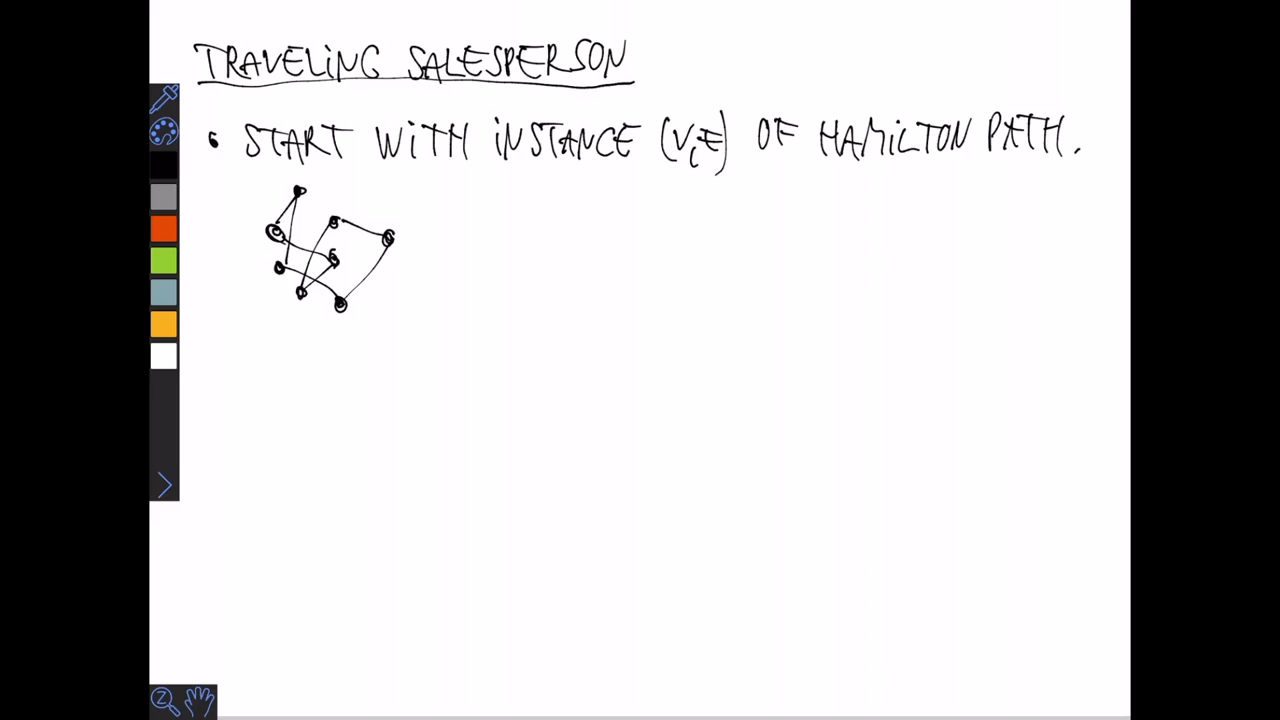 TRAVELING SALESPERSON
• START WITH INSTANCE (V,E) OF HAMILTON PATH.
Z